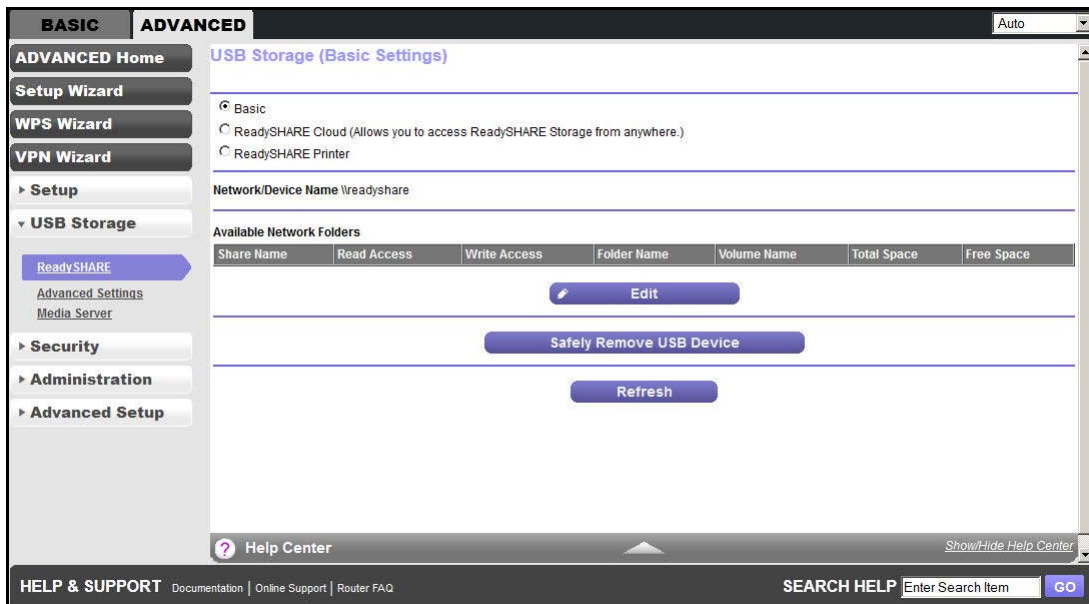 BASIC ADVANCED Auto
ADVANCED Home
Setup Wizard
WPS Wizard
VPN Wizard
Setup
USB Storage
ReadySHARE
Advanced Settings
Media Server
Security
Administration
Advanced Setup
USB Storage (Basic Settings)
Basic
ReadySHARE Cloud (Allows you to access ReadySHARE Storage from anywhere.)
ReadySHARE Printer
Network/Device Name \\readyshare
Available Network Folders
Share Name Read Access Write Access Folder Name Volume Name Total Space Free Space
Edit
Safely Remove USB Device
Refresh
? Help Center Show/Hide Help Center
HELP & SUPPORT Documentation | Online Support | Router FAQ SEARCH HELP Enter Search Item GO